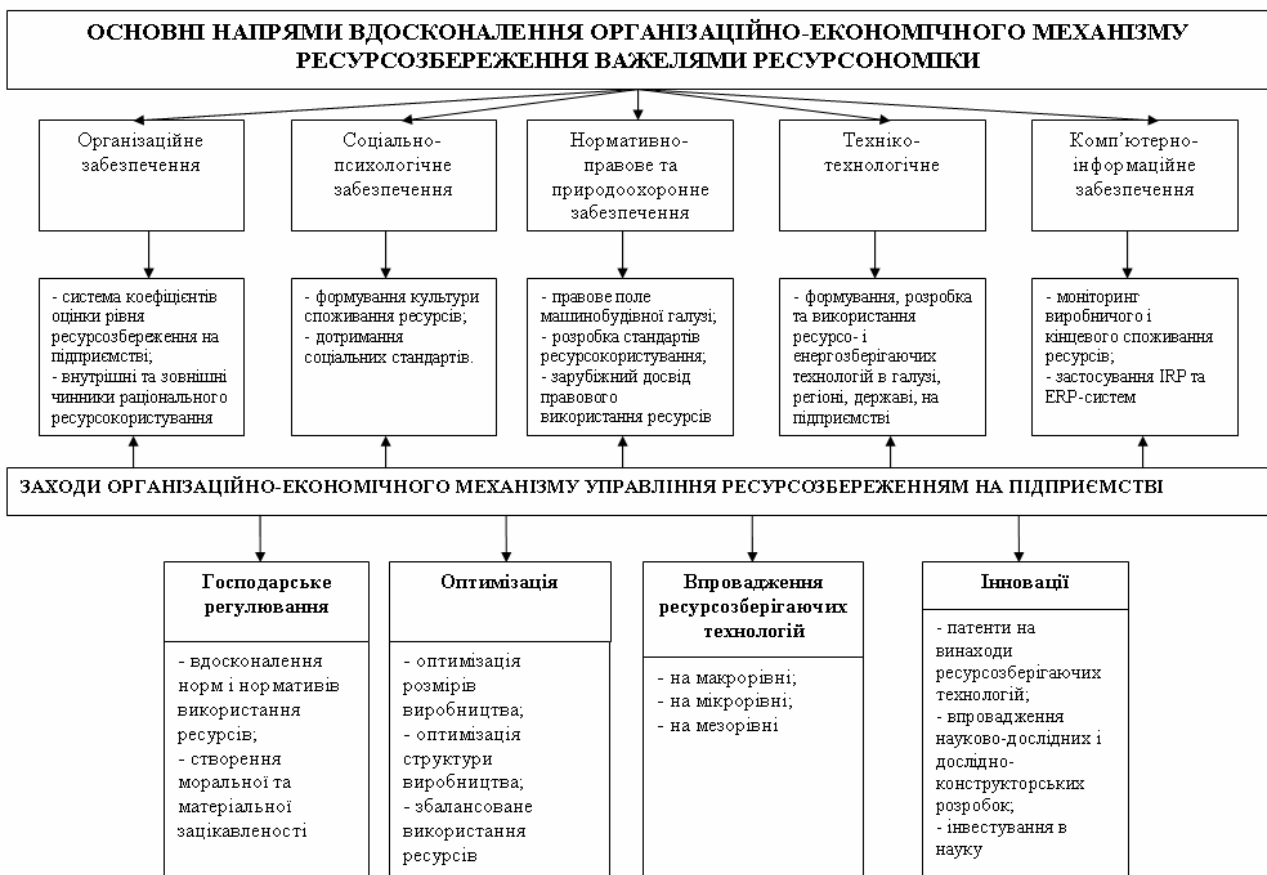 ОСНОВНІ НАПРЯМИ ВДОСКОНАЛЕННЯ ОРГАНІЗАЦІЙНО-ЕКОНОМІЧНОГО МЕХАНІЗМУ
РЕСУРСОЗБЕРЕЖЕННЯ ВАЖЕЛЯМИ РЕСУРСОНОМІКИ
Організаційне
забезпечення
Соціально-
психологічне
забезпечення
Нормативно-
правове та
природоохоронне
забезпечення
Техніко-
технологічне
Комп’ютерно-
інформаційне
забезпечення
- система коефіцієнтів
оцінки рівня
ресурсозбереження на
підприємстві;
- внутрішні та зовнішні
чинники раціонального
ресурсокористування
- формування культури
споживання ресурсів;
- дотримання
соціальних стандартів.
- правове поле
машинобудівної галузі;
- розробка стандартів
ресурсокористування;
- зарубіжний досвід
правового
використання ресурсів
- формування, розробка
та використання
ресурсо- і
енергозберігаючих
технологій в галузі,
регіоні, державі, на
підприємстві
- моніторинг
виробничого і
кінцевого споживання
ресурсів;
- застосування IRP та
ERP-систем
ЗАХОДИ ОРГАНІЗАЦІЙНО-ЕКОНОМІЧНОГО МЕХАНІЗМУ УПРАВЛІННЯ РЕСУРСОЗБЕРЕЖЕННЯМ НА ПІДПРИЄМСТВІ
Господарське
регулювання
- вдосконалення
норм і нормативів
використання
ресурсів;
- створення
моральної та
матеріальної
зацікавленості
Оптимізація
- оптимізація
розмірів
виробництва;
- оптимізація
структури
виробництва;
- збалансоване
використання
ресурсів
Впровадження
ресурсозберігаючих
технологій
- на макрорівні;
- на мікрорівні;
- на мезорівні
Інновації
- патенти на
винаходи
ресурсозберігаючих
технологій;
- впровадження
науково-дослідних і
дослідно-
конструкторських
розробок;
- інвестування в
науку